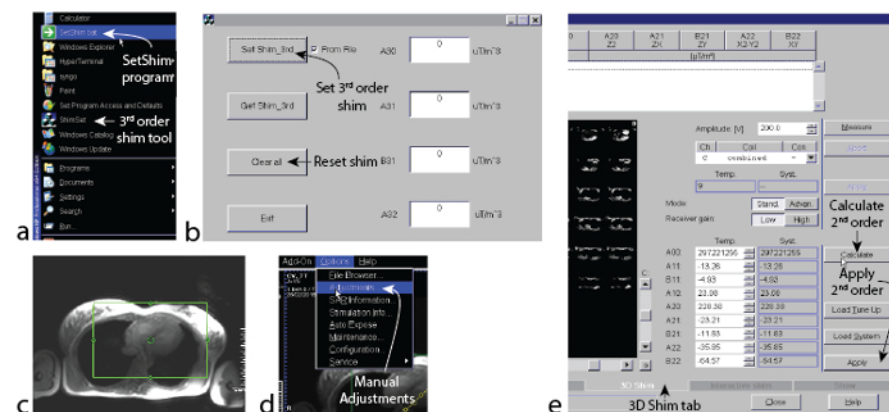 Calculator
SetShim.bat
Windows Explorer
HyperTerminal
syngo
Paint
Set Program Access and Defaults
ShimSet
Windows Catalog
Windows Update
Programs
Documents
Settings
Search
Run...
SetShim
program
3rd order
shim tool
a
Set Shim_3rd
From File
A30
0
uT/m^3
Set 3rd order
shim
Get Shim_3rd
A31
0
uT/m^3
Clear all
Reset shim
B31
0
uT/m^3
Exit
A32
0
uT/m^3
b
c
Add-On Options Help
File Browser...
Adjustments
SAR Information...
Stimulation Info...
Auto Expose
Maintenance...
Configuration
Service
Manual
Adjustments
d
A20 A21 B21 A22 B22
Z2 ZX ZY X2-Y2 XY
Amplitude [V] 200.0
Measure
Ch Coil Con
C combined -
Temp. Syst.
Mode: Stand. Advan.
Receiver gain: Low High
Calculate
2nd order
Temp. Syst.
A00: 297221256 297221256
Calculate
A11: -13.26 -13.26
B11: -4.93 -4.93
Apply
2nd order
A10: 23.08 23.08
A20: 228.38 228.38
A21: -23.21 -23.21
Load Tune Up
B21: -11.83 -11.83
A22: -35.85 -35.85
Load System
B22: -64.57 -64.57
Apply
3D Shim
Show
3D Shim tab
Close
Help
e